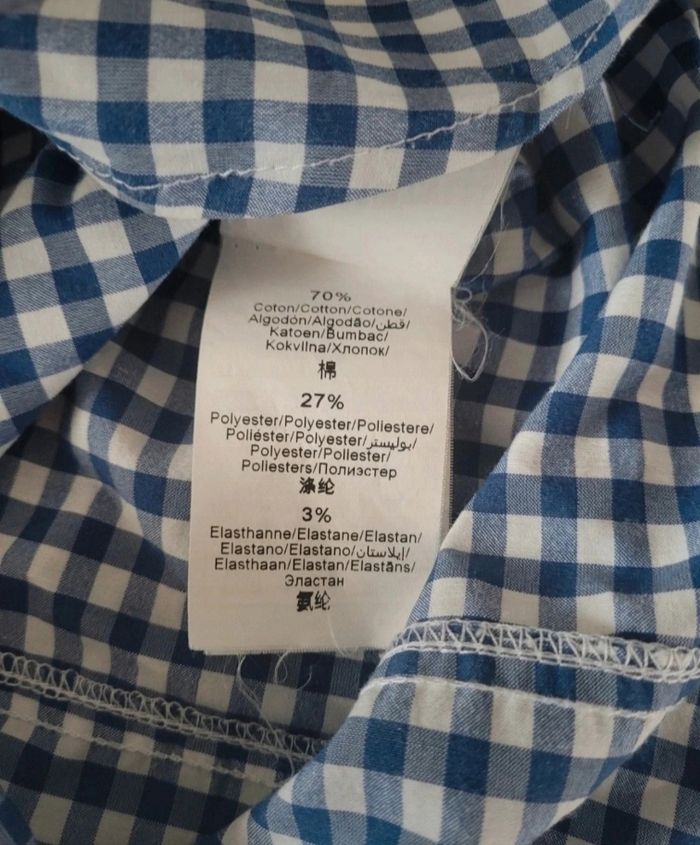 70%
Coton/Cotton/Cotone/
Algodón/Algodão/قطن/
Katoen/Bumbac/
Kokvilna/Хлопок/
棉
27%
Polyester/Polyester/Poliestere/
Poliéster/Polyester/بوليستر/
Polyester/Poliester/
Poliesters/Полиэстер
涤纶
3%
Elasthanne/Elastane/Elastan/
Elastano/Elastano/إيلاستان/
Elasthaan/Elastan/Elastāns/
Эластан
氨纶